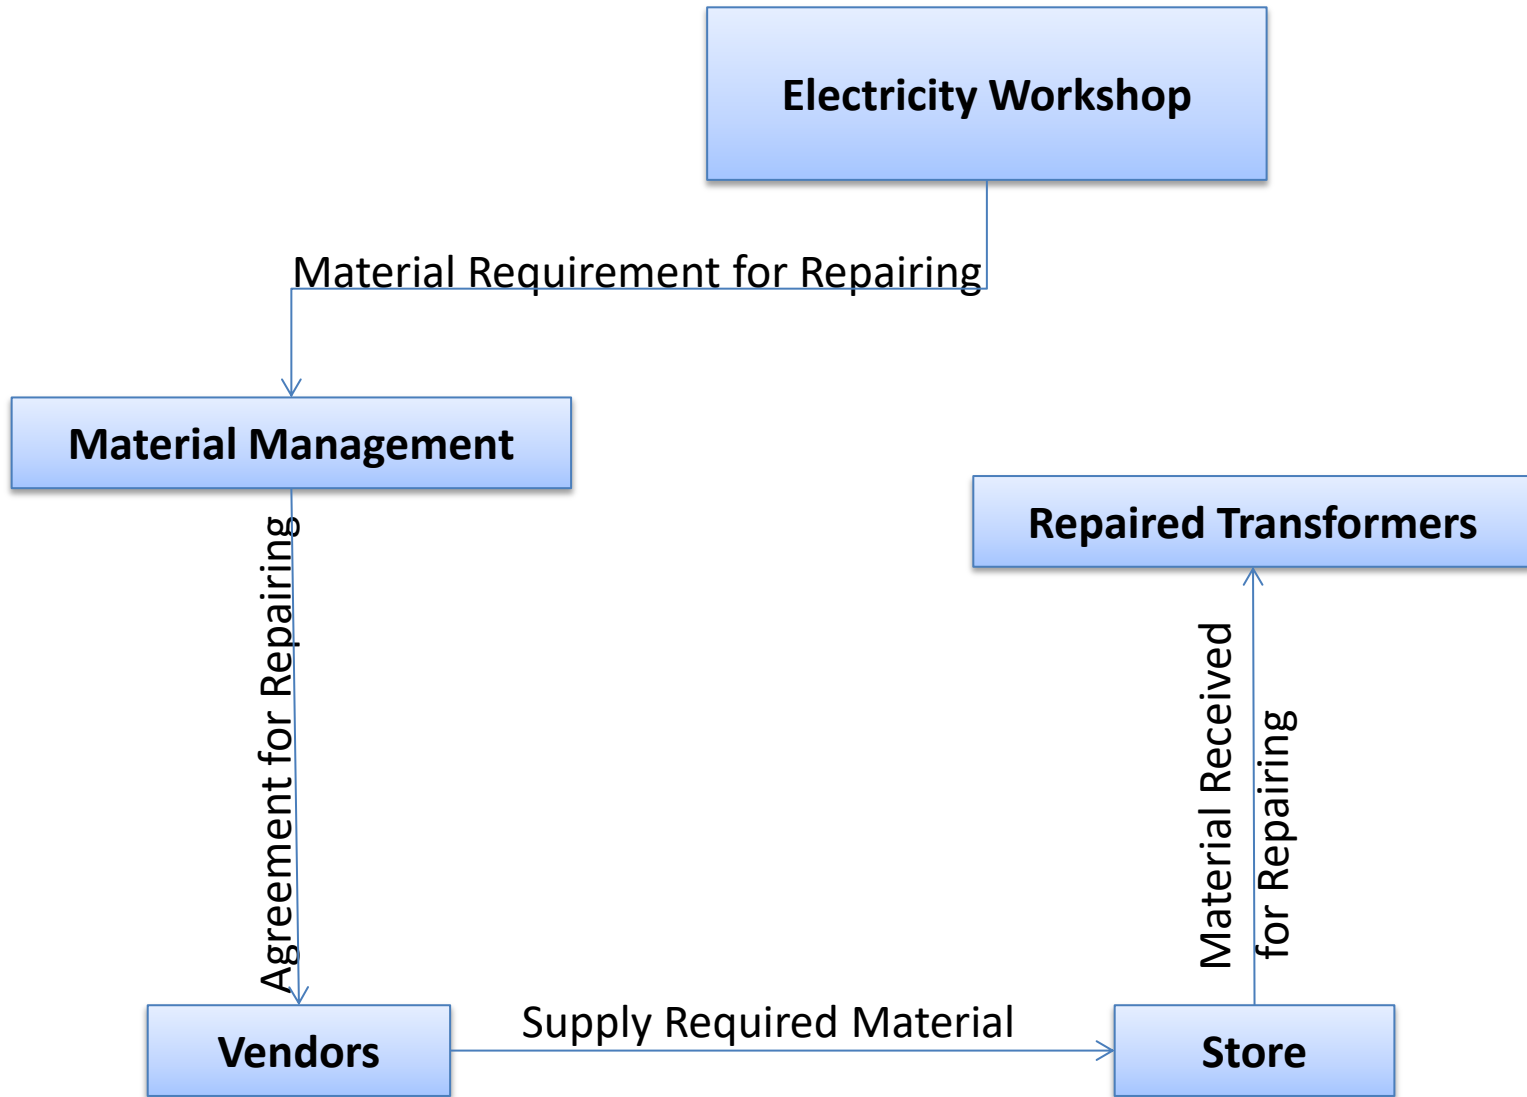 Electricity Workshop
Material Requirement for Repairing
Material Management
Agreement for Repairing
Vendors
Supply Required Material
Store
Material Received
for Repairing
Repaired Transformers